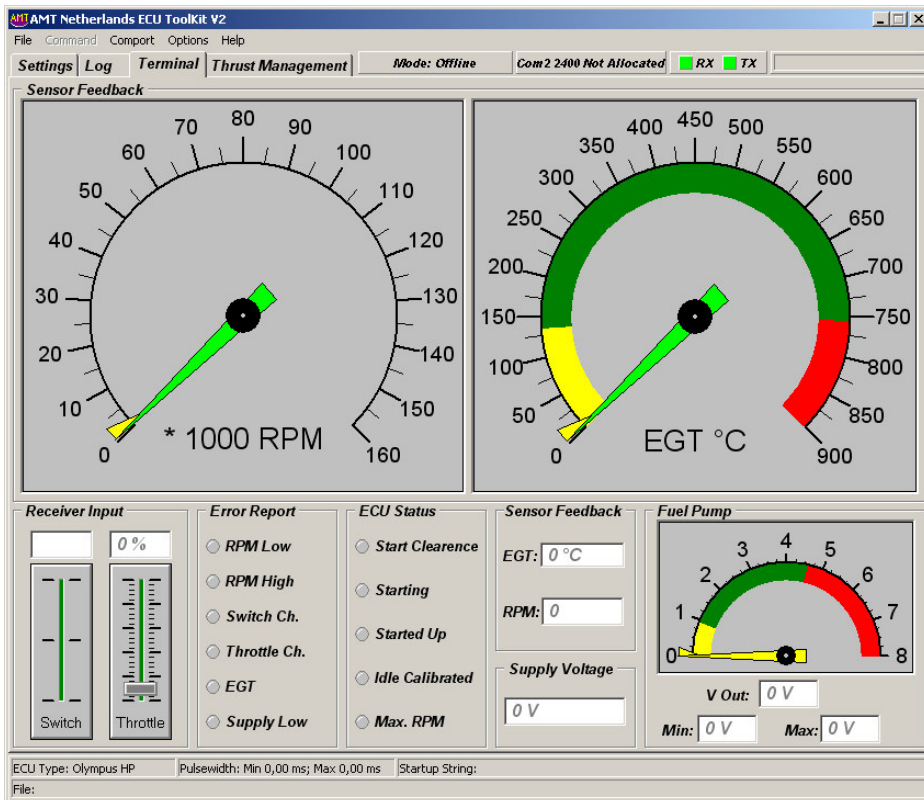 AMT AMT Netherlands ECU ToolKit V2
File Command Comport Options Help
Settings Log Terminal Thrust Management Mode: Offline Com2 2400 Not Allocated RX TX
Sensor Feedback
0 10 20 30 40 50 60 70 80 90 100 110 120 130 140 150 160
* 1000 RPM
0 50 100 150 200 250 300 350 400 450 500 550 600 650 700 750 800 850 900
EGT °C
Receiver Input
0 %
Switch Throttle
Error Report
RPM Low
RPM High
Switch Ch.
Throttle Ch.
EGT
Supply Low
ECU Status
Start Clearence
Starting
Started Up
Idle Calibrated
Max. RPM
Sensor Feedback
EGT: 0 °C
RPM: 0
Supply Voltage
0 V
Fuel Pump
0 1 2 3 4 5 6 7 8
V Out: 0 V
Min: 0 V Max: 0 V
ECU Type: Olympus HP Pulsewidth: Min 0,00 ms; Max 0,00 ms Startup String:
File: